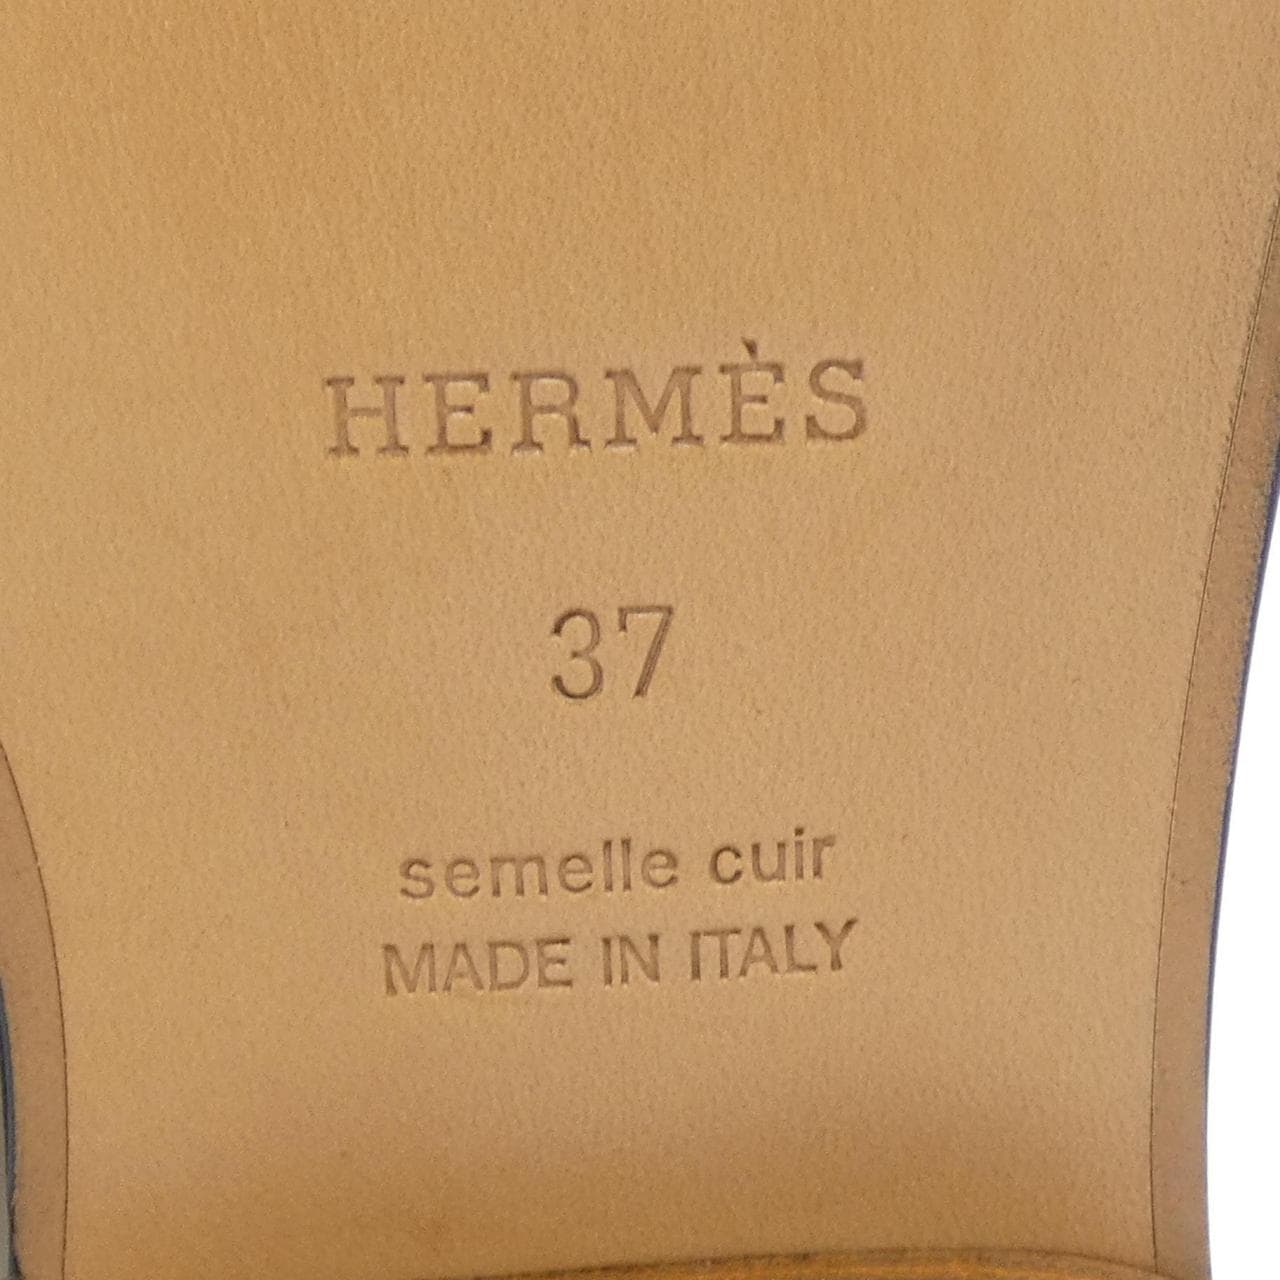 HERMÈS
37
semelle cuir
MADE IN ITALY